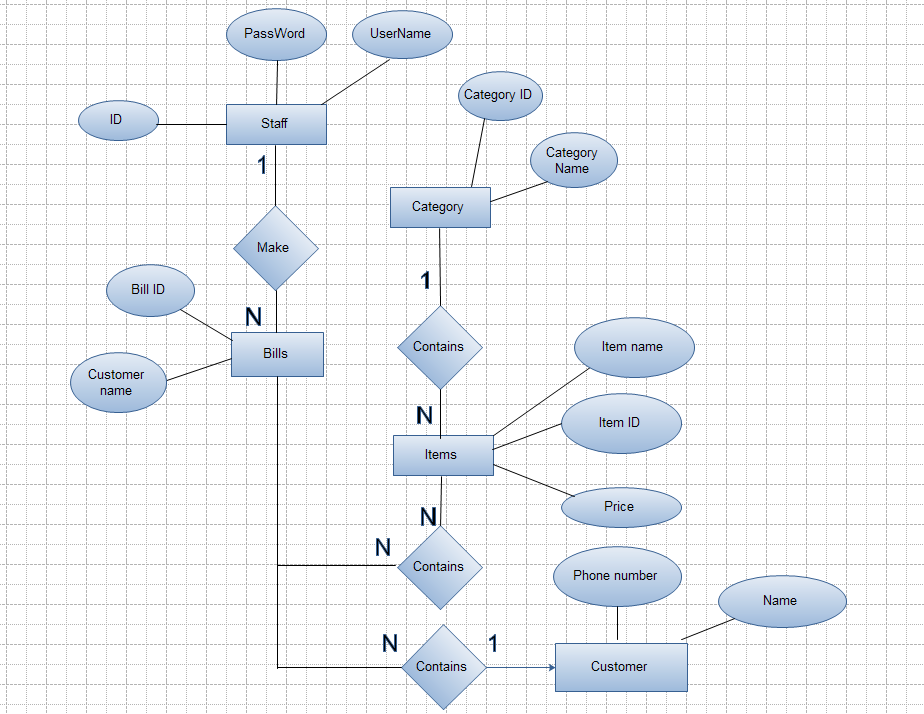 PassWord
UserName
ID
Staff
1
Category ID
Category
Name
Category
Make
1
Bill ID
N
Bills
Customer
name
Contains
Item name
N
Item ID
Items
Price
N
N
Contains
Phone number
Name
N
1
Contains
Customer